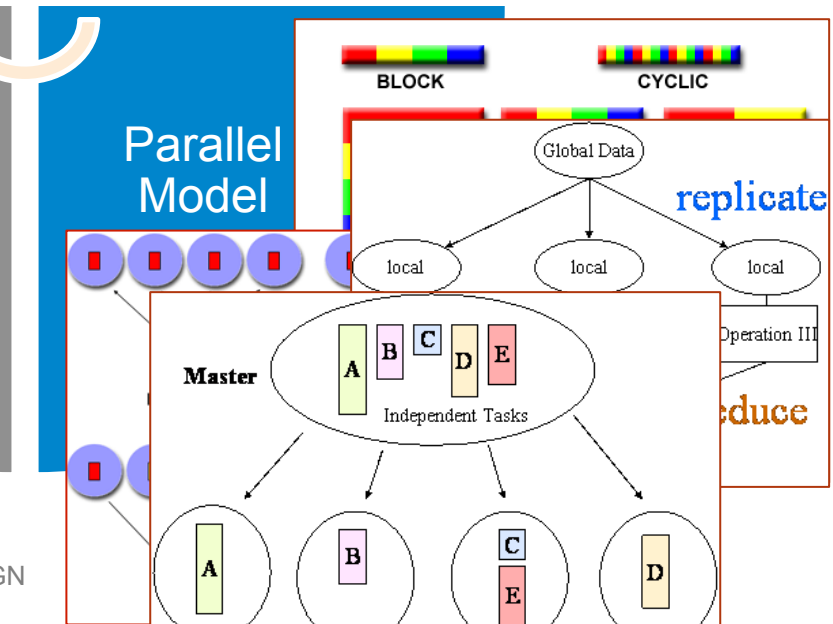 Parallel
Model
BLOCK
CYCLIC
Global Data
replicate
local
local
local
Operation III
educe
Master
A
B
C
D
E
Independent Tasks
A
B
C
E
D
GN